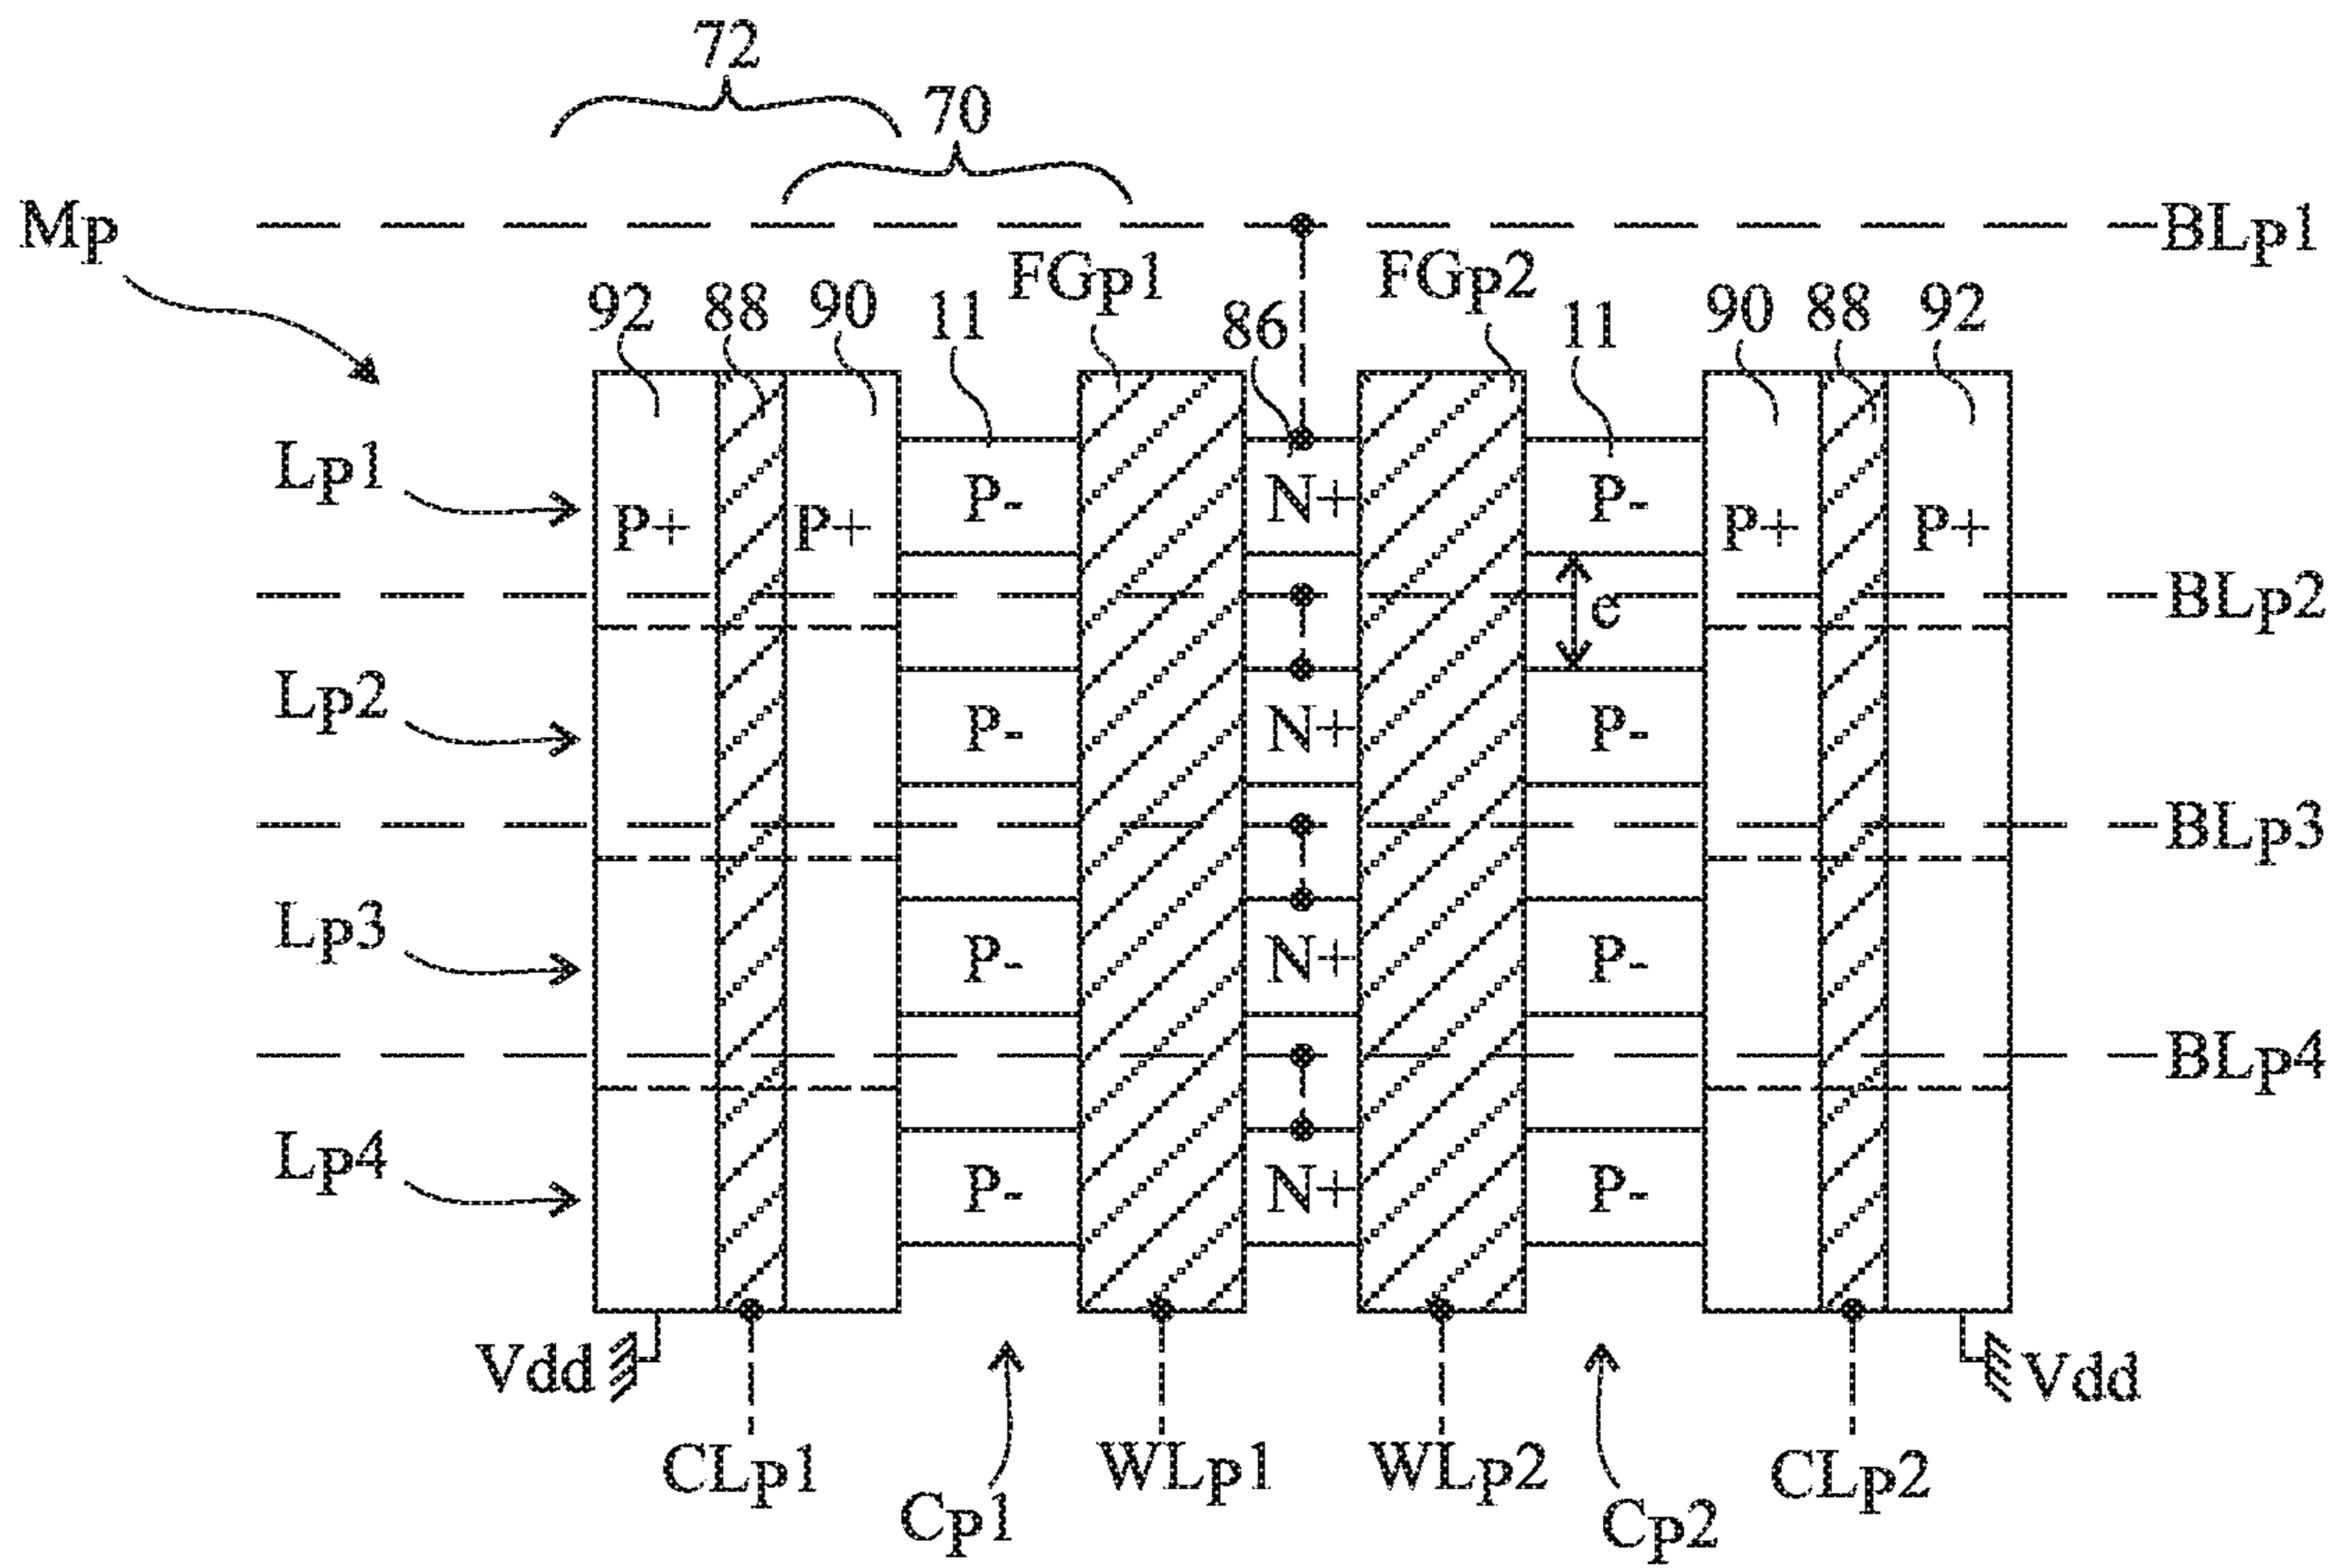 72
70
Mp
BLp1
FGp1
FGp2
92
88
90
11
86
11
90
88
92
Lp1
P+
P+
P-
N+
P-
P+
P+
e
BLp2
Lp2
P-
N+
P-
BLp3
Lp3
P-
N+
P-
BLp4
Lp4
P-
N+
P-
Vdd
Vdd
CLp1
WLp1
WLp2
CLp2
Cp1
Cp2